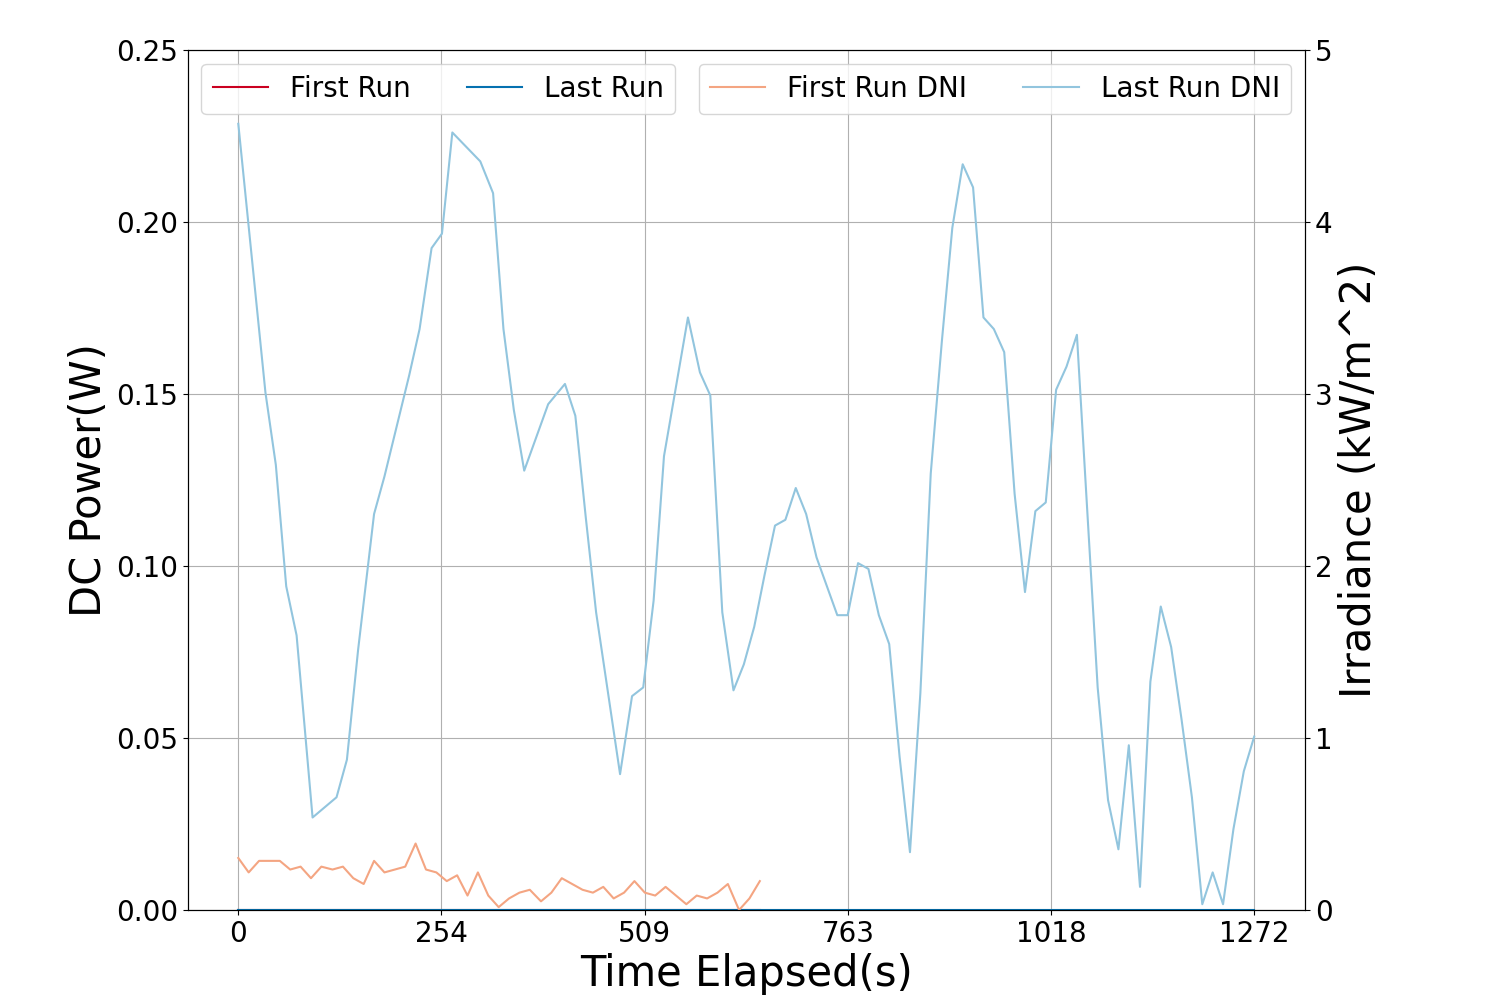 First Run
Last Run
First Run DNI
Last Run DNI
DC Power(W)
0.25
0.20
0.15
0.10
0.05
0.00
5
4
3
2
1
0
Irradiance (kW/m^2)
0
254
509
763
1018
1272
Time Elapsed(s)